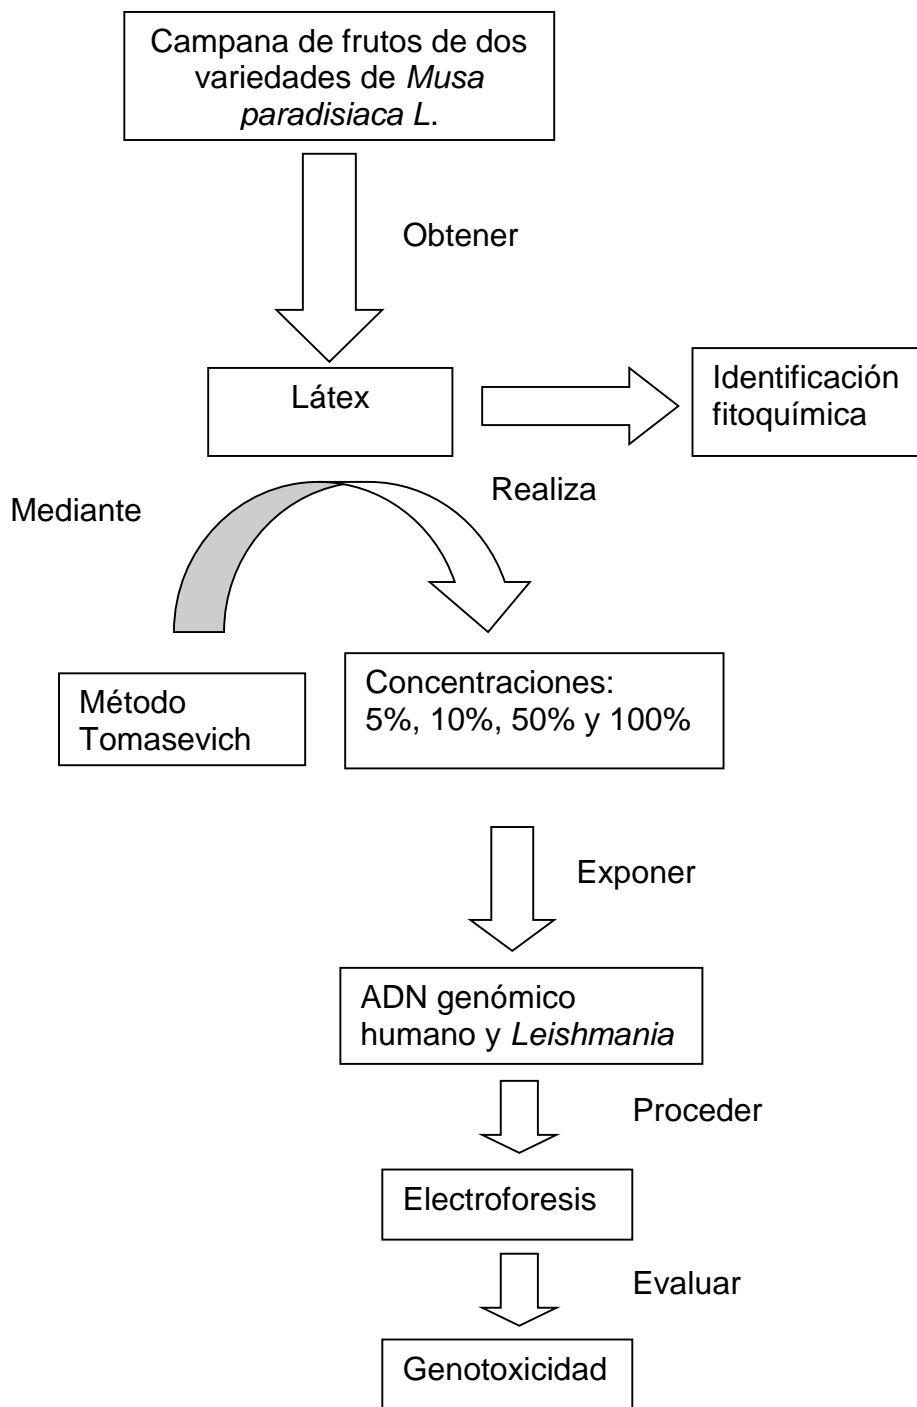 Campana de frutos de dos
variedades de Musa
paradisiaca L.
Obtener
Látex
Identificación
fitoquímica
Realiza
Mediante
Método
Tomasevich
Concentraciones:
5%, 10%, 50% y 100%
Exponer
ADN genómico
humano y Leishmania
Proceder
Electroforesis
Evaluar
Genotoxicidad